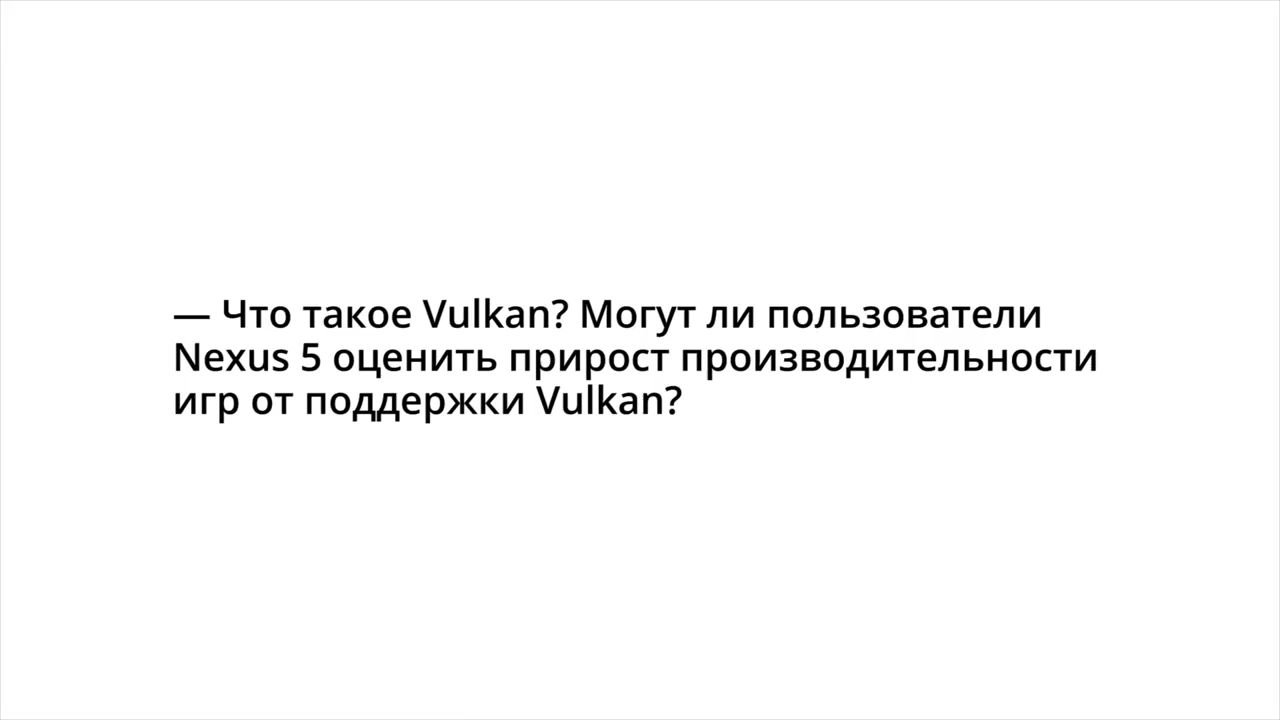 — Что такое Vulkan? Могут ли пользователи
Nexus 5 оценить прирост производительности
игр от поддержки Vulkan?